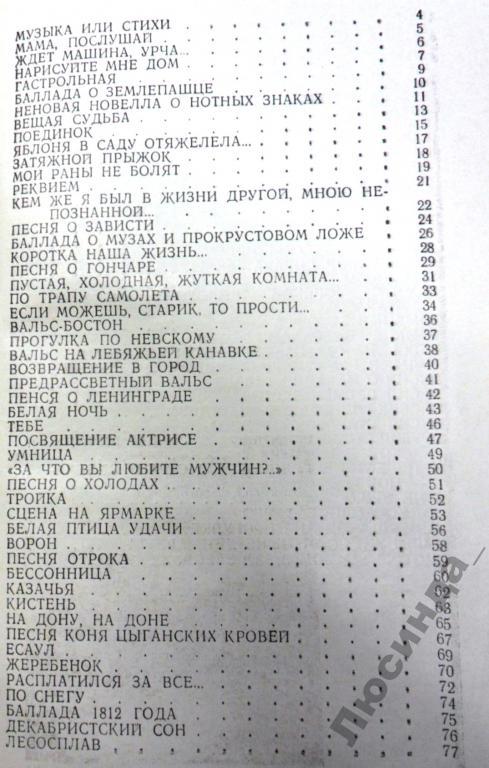 МУЗЫКА ИЛИ СТИХИ . . . . . . . . 4
МАМА, ПОСЛУШАЙ . . . . . . . . 5
ЖДЕТ МАШИНА, УРЧА... . . . . . . . . 6
НАРИСУЙТЕ МНЕ ДОМ . . . . . . . . 7
ГАСТРОЛЬНАЯ . . . . . . . . 9
БАЛЛАДА О ЗЕМЛЕПАШЦЕ . . . . . . . . 10
НЕНОВАЯ НОВЕЛЛА О НОТНЫХ ЗНАКАХ . . . . 11
ВЕЩАЯ СУДЬБА . . . . . . . . 13
ПОЕДИНОК . . . . . . . . 15
ЯБЛОНЯ В САДУ ОТЯЖЕЛЕЛА... . . . . . . 17
ЗАТЯЖНОЙ ПРЫЖОК . . . . . . . . 18
МОИ РАНЫ НЕ БОЛЯТ . . . . . . . . 19
РЕКВИЕМ . . . . . . . . 21
КЕМ ЖЕ Я БЫЛ В ЖИЗНИ ДРУГОЙ, МНОЮ НЕ-
ПОЗНАННОЙ... . . . . . . . . 22
ПЕСНЯ О ЗАВИСТИ . . . . . . . . 24
БАЛЛАДА О МУЗАХ И ПРОКРУСТОВОМ ЛОЖЕ . . 26
КОРОТКА НАША ЖИЗНЬ... . . . . . . . 28
ПЕСНЯ О ГОНЧАРЕ . . . . . . . . 29
ПУСТАЯ, ХОЛОДНАЯ, ЖУТКАЯ КОМНАТА... . . . 31
ПО ТРАПУ САМОЛЕТА . . . . . . . . 33
ЕСЛИ МОЖЕШЬ, СТАРИК, ТО ПРОСТИ... . . . . 34
ВАЛЬС-БОСТОН . . . . . . . . 36
ПРОГУЛКА ПО НЕВСКОМУ . . . . . . . 37
ВАЛЬС НА ЛЕБЯЖЬЕЙ КАНАВКЕ . . . . . . 38
ВОЗВРАЩЕНИЕ В ГОРОД . . . . . . . 40
ПРЕДРАССВЕТНЫЙ ВАЛЬС . . . . . . . 41
ПЕНСЯ О ЛЕНИНГРАДЕ . . . . . . . 42
БЕЛАЯ НОЧЬ . . . . . . . . 43
ТЕБЕ . . . . . . . . 46
ПОСВЯЩЕНИЕ АКТРИСЕ . . . . . . . 47
УМНИЦА . . . . . . . . 49
«ЗА ЧТО ВЫ ЛЮБИТЕ МУЖЧИН?..» . . . . . 50
ПЕСНЯ О ХОЛОДАХ . . . . . . . . 51
ТРОЙКА . . . . . . . . 52
СЦЕНА НА ЯРМАРКЕ . . . . . . . . 53
БЕЛАЯ ПТИЦА УДАЧИ . . . . . . . . 56
ВОРОН . . . . . . . . 58
ПЕСНЯ ОТРОКА . . . . . . . . 59
БЕССОННИЦА . . . . . . . . 60
КАЗАЧЬЯ . . . . . . . . 62
КИСТЕНЬ . . . . . . . . 63
НА ДОНУ, НА ДОНЕ . . . . . . . . 65
ПЕСНЯ КОНЯ ЦЫГАНСКИХ КРОВЕЙ . . . . . 67
ЕСАУЛ . . . . . . . . 69
ЖЕРЕБЕНОК . . . . . . . . 70
РАСПЛАТИЛСЯ ЗА ВСЕ... . . . . . . . 72
ПО СНЕГУ . . . . . . . . 74
БАЛЛАДА 1812 ГОДА . . . . . . . . 75
ДЕКАБРИСТСКИЙ СОН . . . . . . . . 76
ЛЕСОСПЛАВ . . . . . . . . 77
Люсинда_